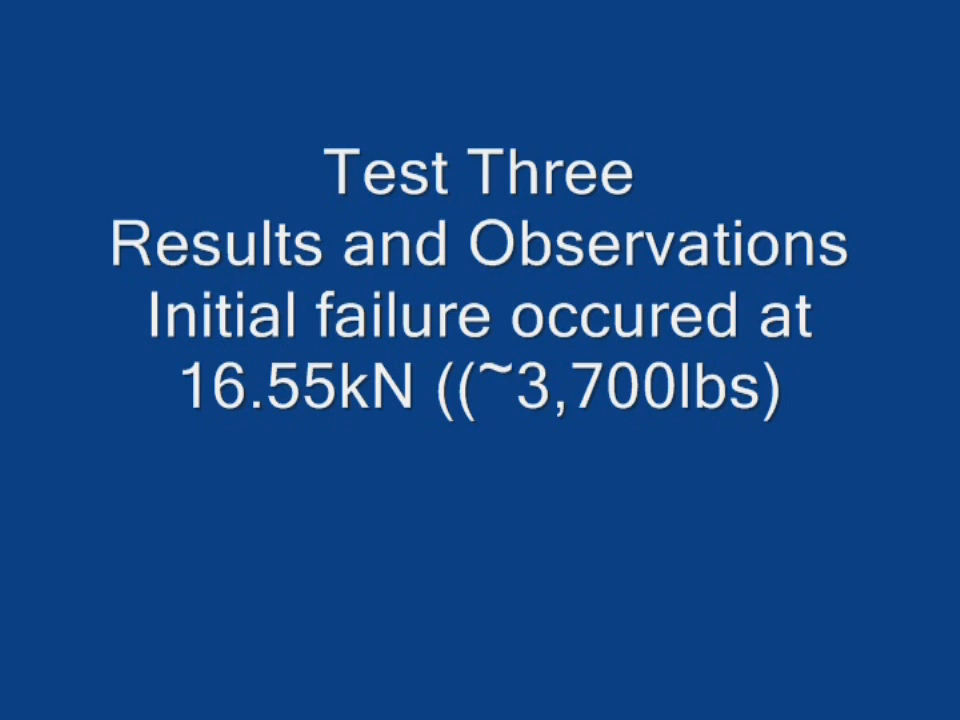 Test Three
Results and Observations
Initial failure occured at
16.55kN ((~3,700lbs)